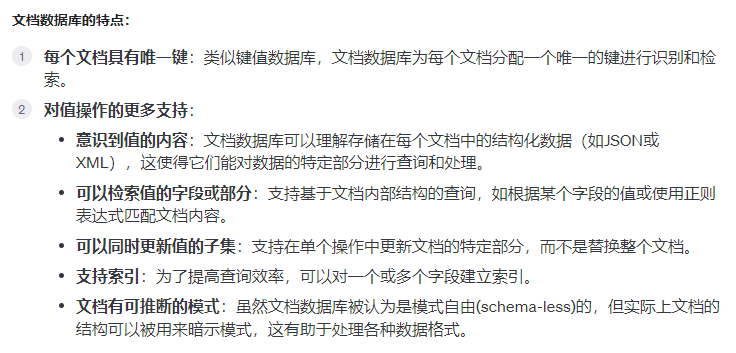 文档数据库的特点：
1 每个文档具有唯一键：类似键值数据库，文档数据库为每个文档分配一个唯一的键进行识别和检
索。
2 对值操作的更多支持：
• 意识到值的内容：文档数据库可以理解存储在每个文档中的结构化数据（如JSON或
XML），这使得它们能对数据的特定部分进行查询和处理。
• 可以检索值的字段或部分：支持基于文档内部结构的查询，如根据某个字段的值或使用正则
表达式匹配文档内容。
• 可以同时更新值的子集：支持在单个操作中更新文档的特定部分，而不是替换整个文档。
• 支持索引：为了提高查询效率，可以对一个或多个字段建立索引。
• 文档有可推断的模式：虽然文档数据库被认为是模式自由(schema-less)的，但实际上文档的
结构可以被用来暗示模式，这有助于处理各种数据格式。